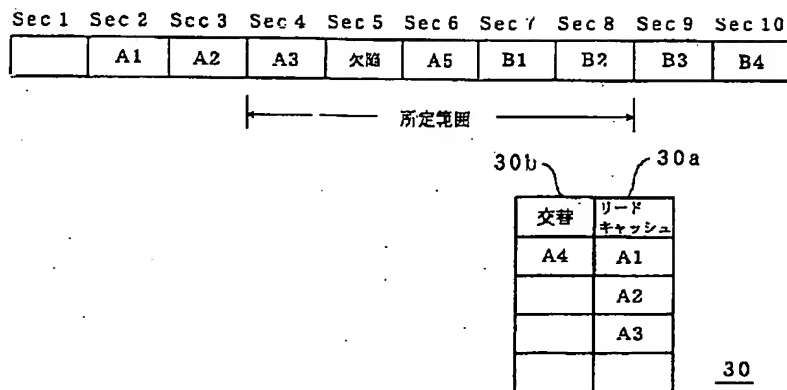 Sec 1 Sec 2 Sec 3 Sec 4 Sec 5 Sec 6 Sec 7 Sec 8 Sec 9 Sec 10
A1 A2 A3 欠陥 A5 B1 B2 B3 B4
所定範囲
30b 30a
交替 リードキャッシュ
A4 A1
A2
A3
30